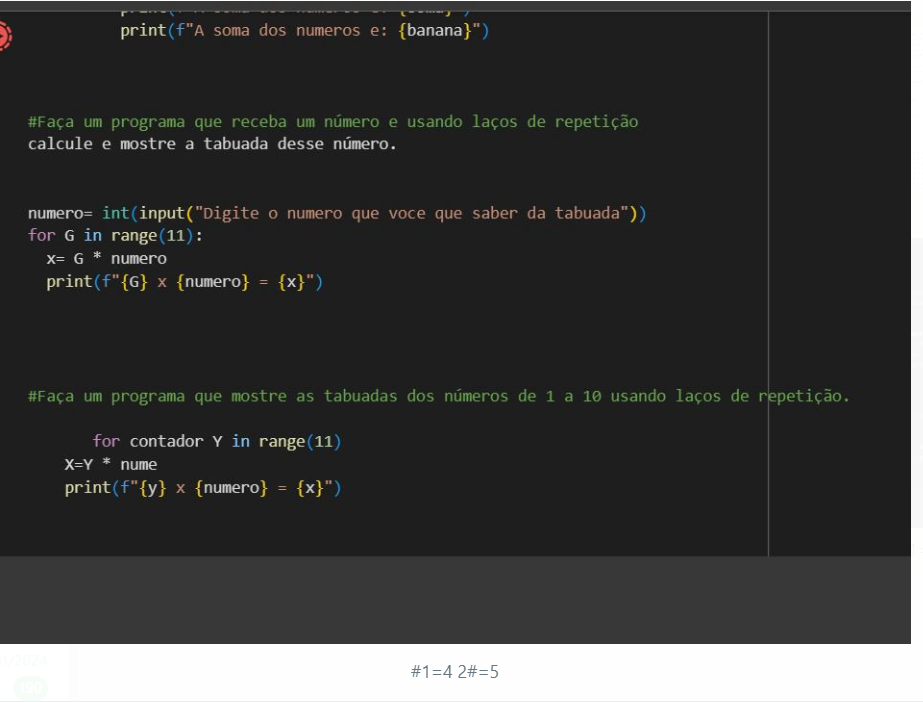 print(f"A soma dos numeros e: {banana}")
#Faça um programa que receba um número e usando laços de repetição
calcule e mostre a tabuada desse número.
numero= int(input("Digite o numero que voce que saber da tabuada"))
for G in range(11):
x= G * numero
print(f"{G} x {numero} = {x}")
#Faça um programa que mostre as tabuadas dos números de 1 a 10 usando laços de repetição.
for contador Y in range(11)
X=Y * nume
print(f"{y} x {numero} = {x}")
#1=4 2#=5